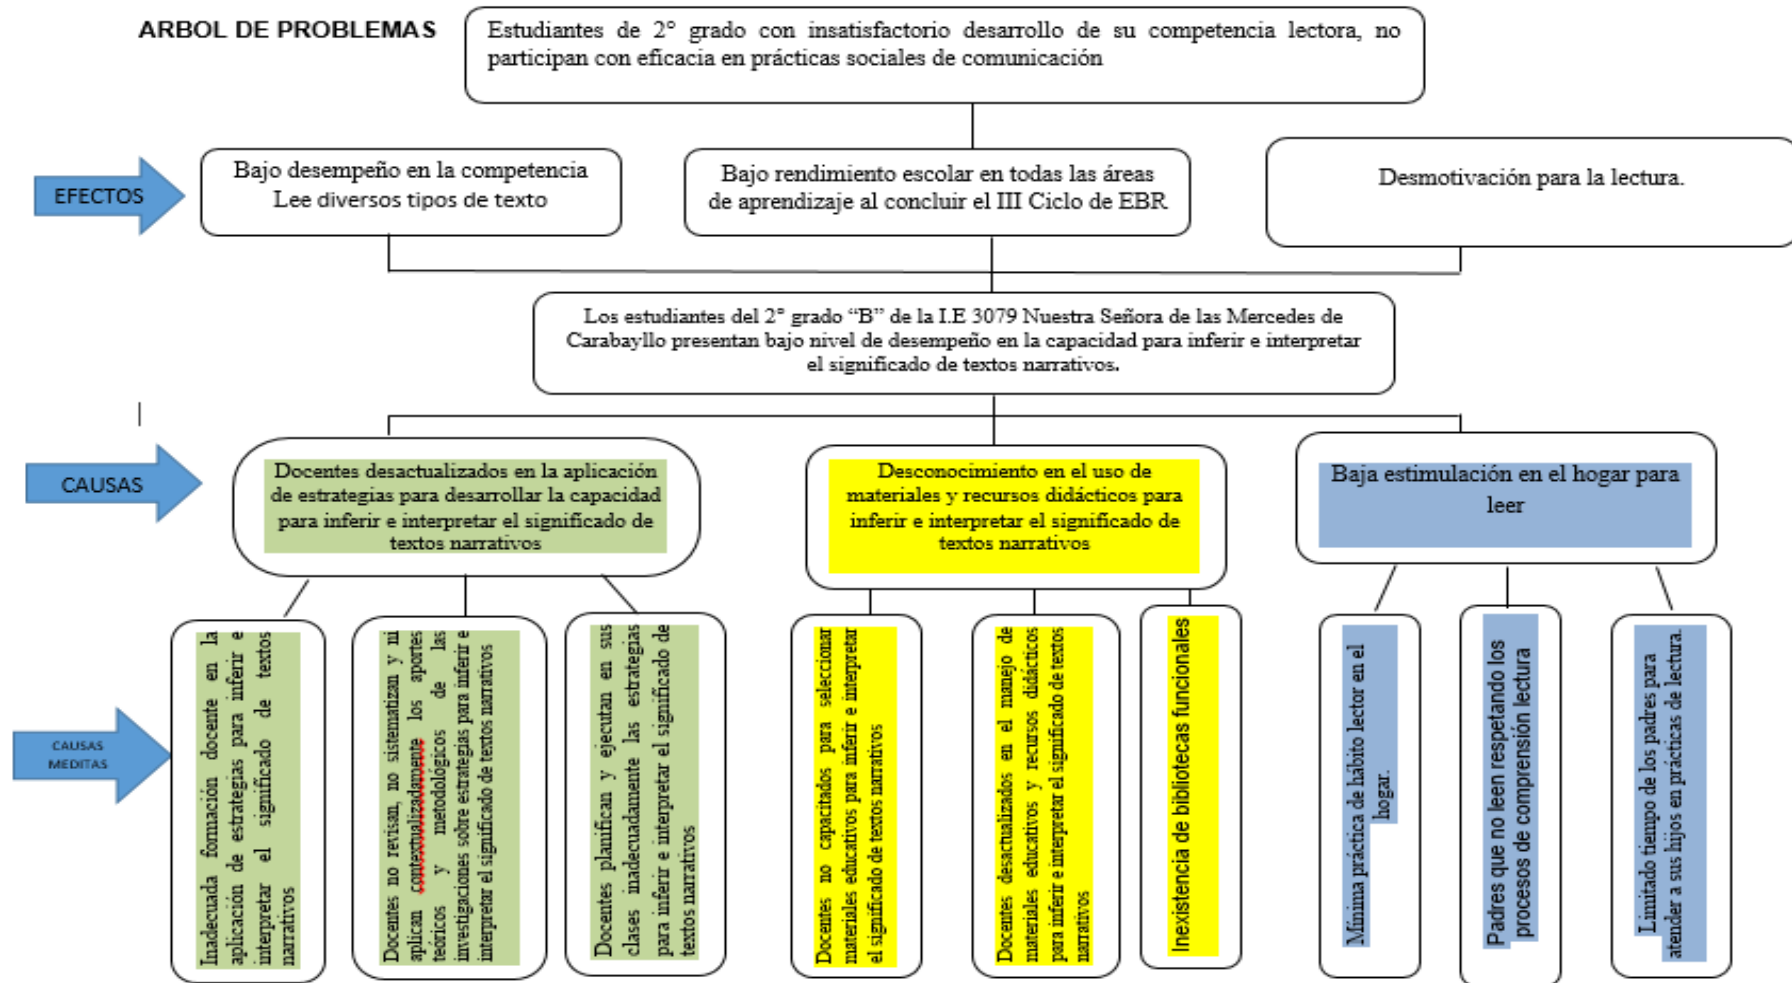 ARBOL DE PROBLEMAS
Estudiantes de 2° grado con insatisfactorio desarrollo de su competencia lectora, no
participan con eficacia en prácticas sociales de comunicación
EFECTOS
Bajo desempeño en la competencia
Lee diversos tipos de texto
Bajo rendimiento escolar en todas las áreas
de aprendizaje al concluir el III Ciclo de EBR
Desmotivación para la lectura.
Los estudiantes del 2° grado “B” de la I.E 3079 Nuestra Señora de las Mercedes de
Carabayllo presentan bajo nivel de desempeño en la capacidad para inferir e interpretar
el significado de textos narrativos.
CAUSAS
Docentes desactualizados en la aplicación
de estrategias para desarrollar la capacidad
para inferir e interpretar el significado de
textos narrativos
Desconocimiento en el uso de
materiales y recursos didácticos para
inferir e interpretar el significado de
textos narrativos
Baja estimulación en el hogar para
leer
CAUSAS
MEDITAS
Inadecuada formación docente en la
aplicación de estrategias para inferir e
interpretar el significado de textos
narrativos
Docentes no revisan, no sistematizan y ni
aplican contextualizadamente los aportes
teóricos y metodológicos de las
investigaciones sobre estrategias para inferir e
interpretar el significado de textos narrativos
Docentes planifican y ejecutan en sus
clases inadecuadamente las estrategias
para inferir e interpretar el significado de
textos narrativos
Docentes no capacitados para seleccionar
materiales educativos para inferir e interpretar
el significado de textos narrativos
Docentes desactualizados en el manejo de
materiales educativos y recursos didácticos
para inferir e interpretar el significado de textos
narrativos
Inexistencia de bibliotecas funcionales
Mínima práctica de hábito lector en el
hogar.
Padres que no leen respetando los
procesos de comprensión lectura
Limitado tiempo de los padres para
atender a sus hijos en prácticas de lectura.